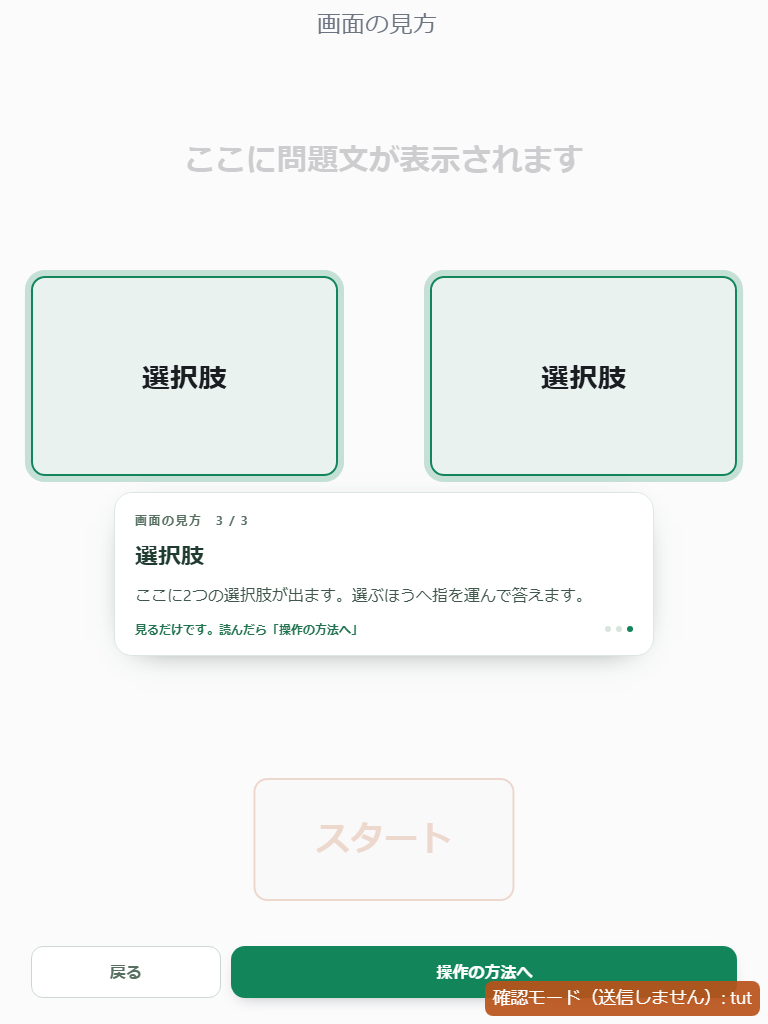 画面の見方
ここに問題文が表示されます
選択肢
選択肢
画面の見方 3 / 3
選択肢
ここに2つの選択肢が出ます。選ぶほうへ指を運んで答えます。
見るだけです。読んだら「操作の方法へ」
スタート
戻る
操作の方法へ
確認モード（送信しません）: tut